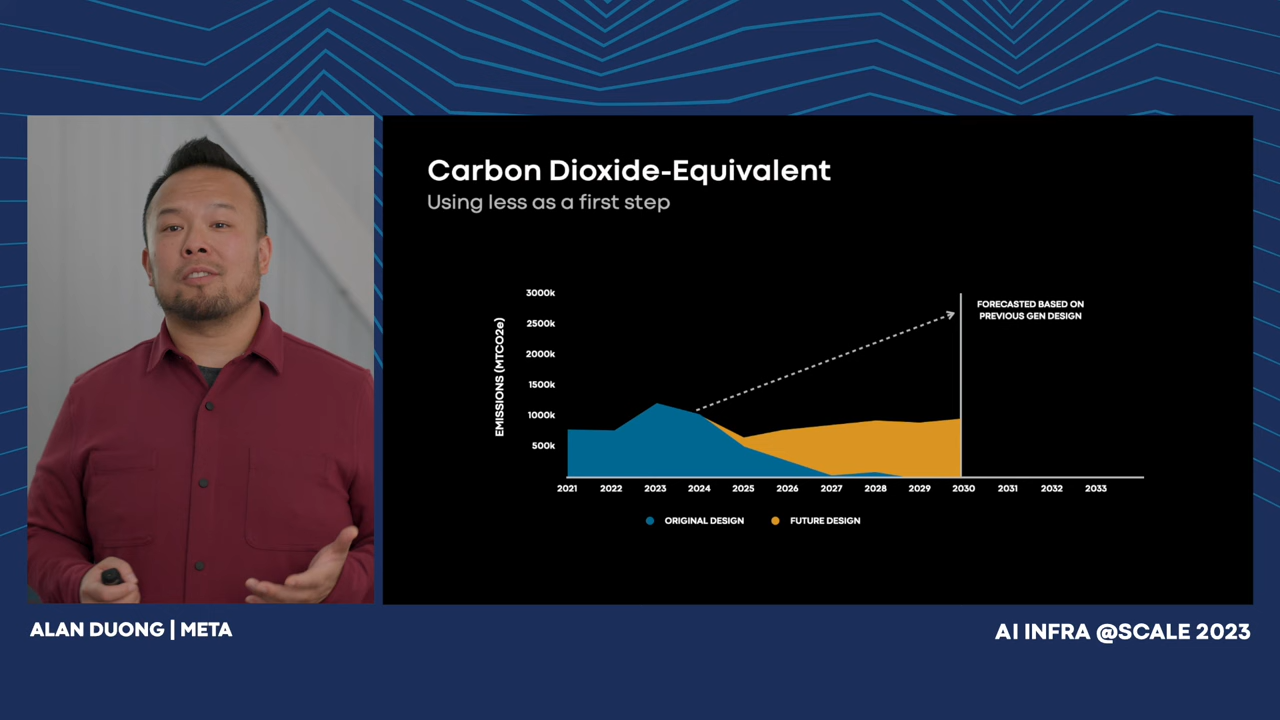 Carbon Dioxide-Equivalent
Using less as a first step
EMISSIONS (MTCO2e)
3000k
2500k
2000k
1500k
1000k
500k
FORECASTED BASED ON
PREVIOUS GEN DESIGN
2021 2022 2023 2024 2025 2026 2027 2028 2029 2030 2031 2032 2033
ORIGINAL DESIGN FUTURE DESIGN
ALAN DUONG | META
AI INFRA @SCALE 2023